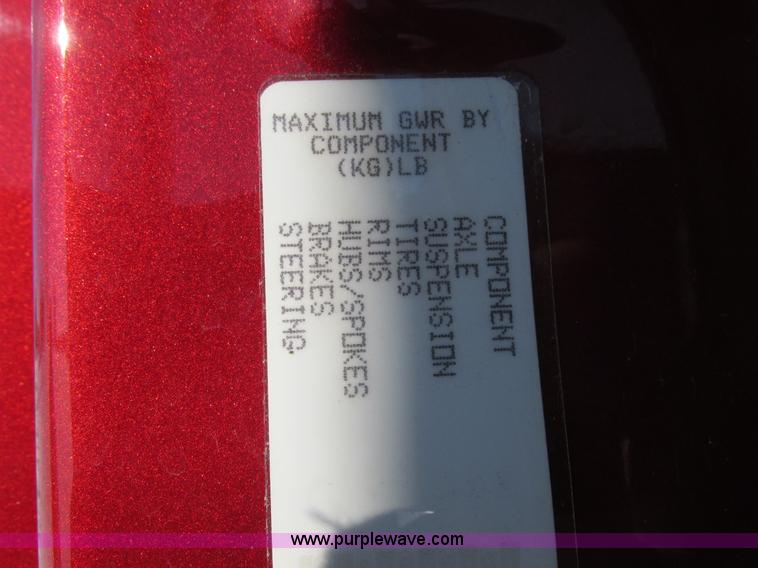 MAXIMUM GWR BY
COMPONENT
(KG)LB
COMPONENT
AXLE
SUSPENSION
TIRES
RIMS
HUBS/SPOKES
BRAKES
STEERING
www.purplewave.com